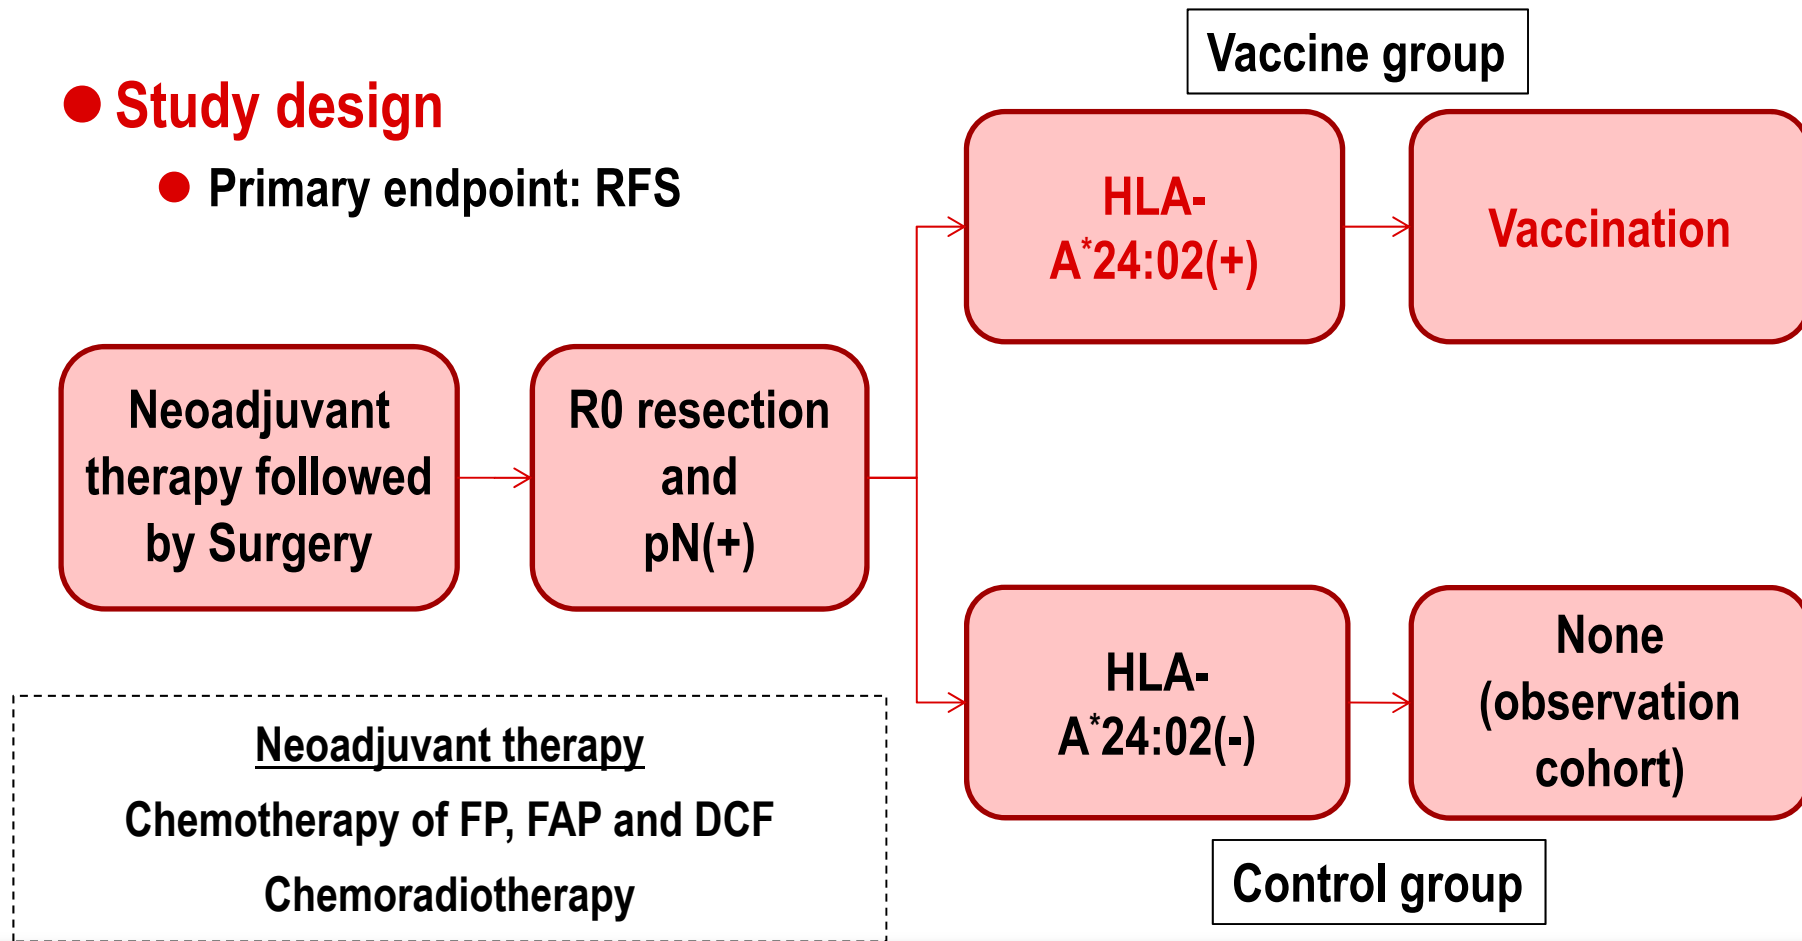 Study design
Primary endpoint: RFS
Neoadjuvant
therapy followed
by Surgery
R0 resection
and
pN(+)
Vaccine group
HLA-
A*24:02(+)
Vaccination
HLA-
A*24:02(-)
None
(observation
cohort)
Control group
Neoadjuvant therapy
Chemotherapy of FP, FAP and DCF
Chemoradiotherapy